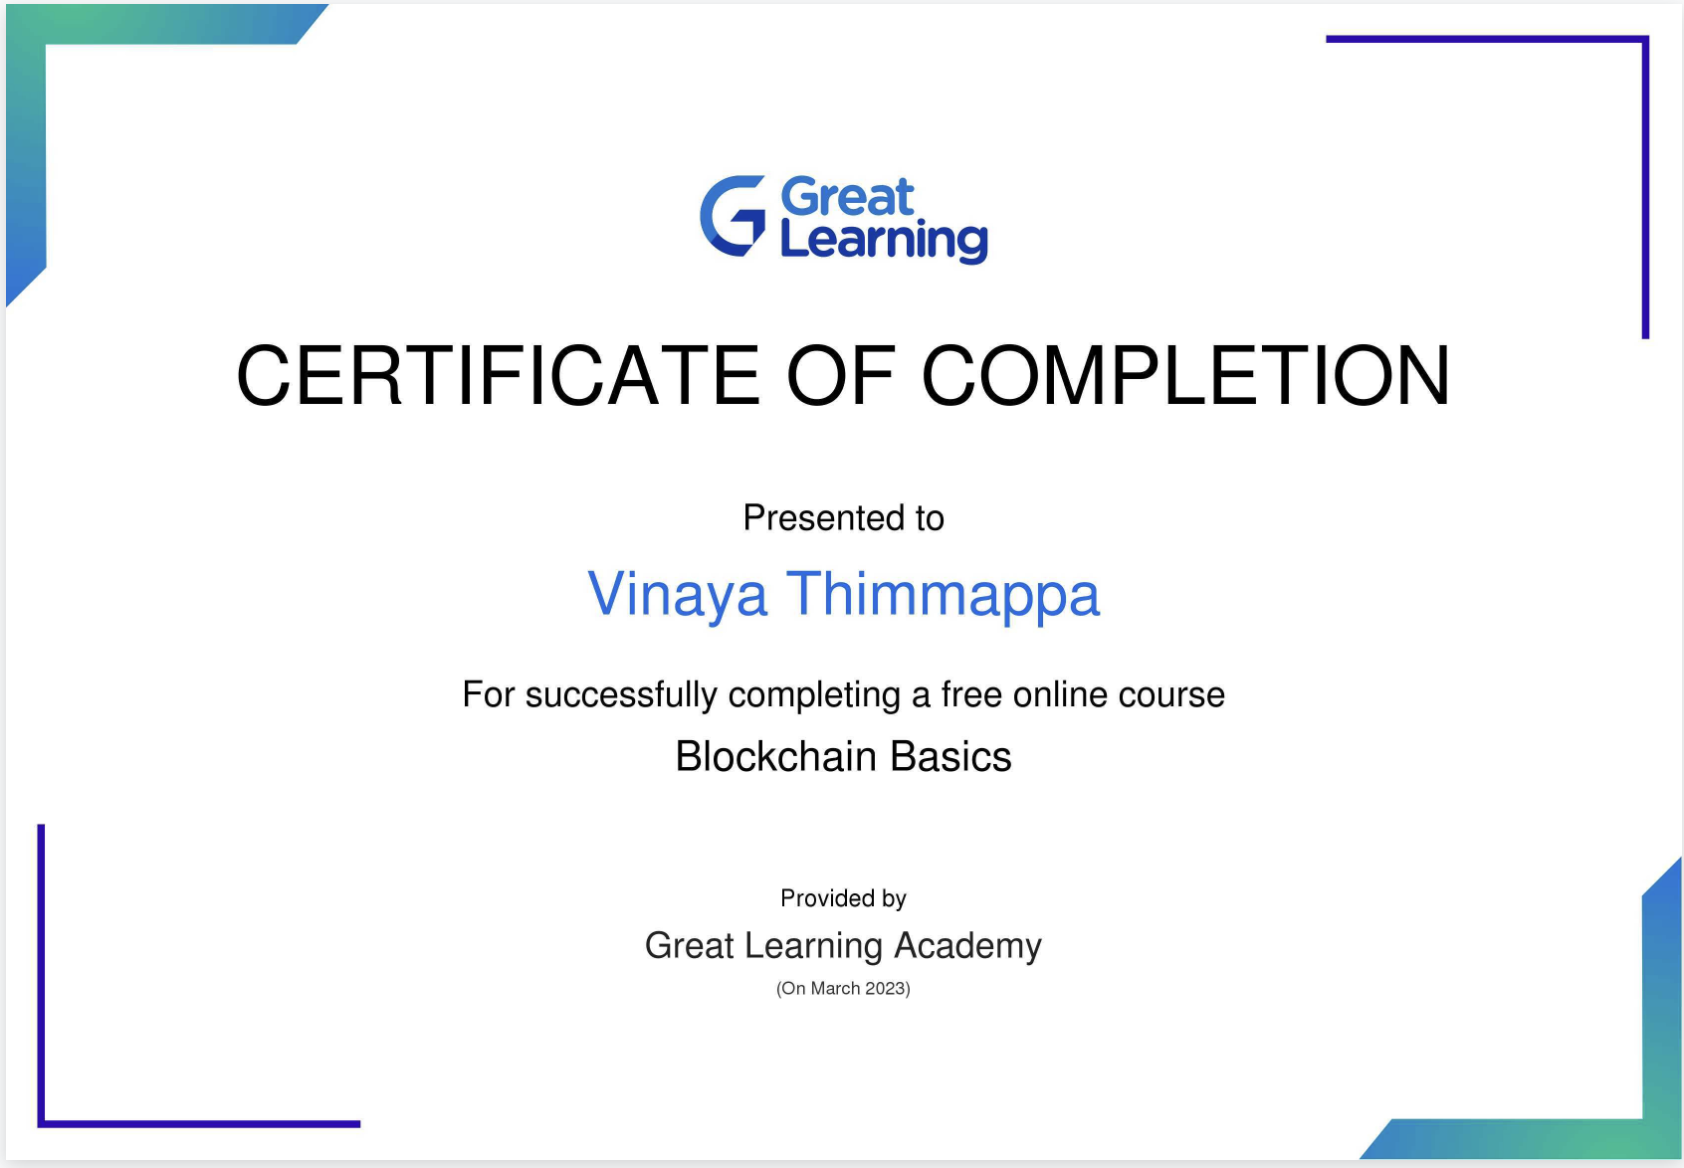 Great
Learning
CERTIFICATE OF COMPLETION
Presented to
Vinaya Thimmappa
For successfully completing a free online course
Blockchain Basics
Provided by
Great Learning Academy
(On March 2023)